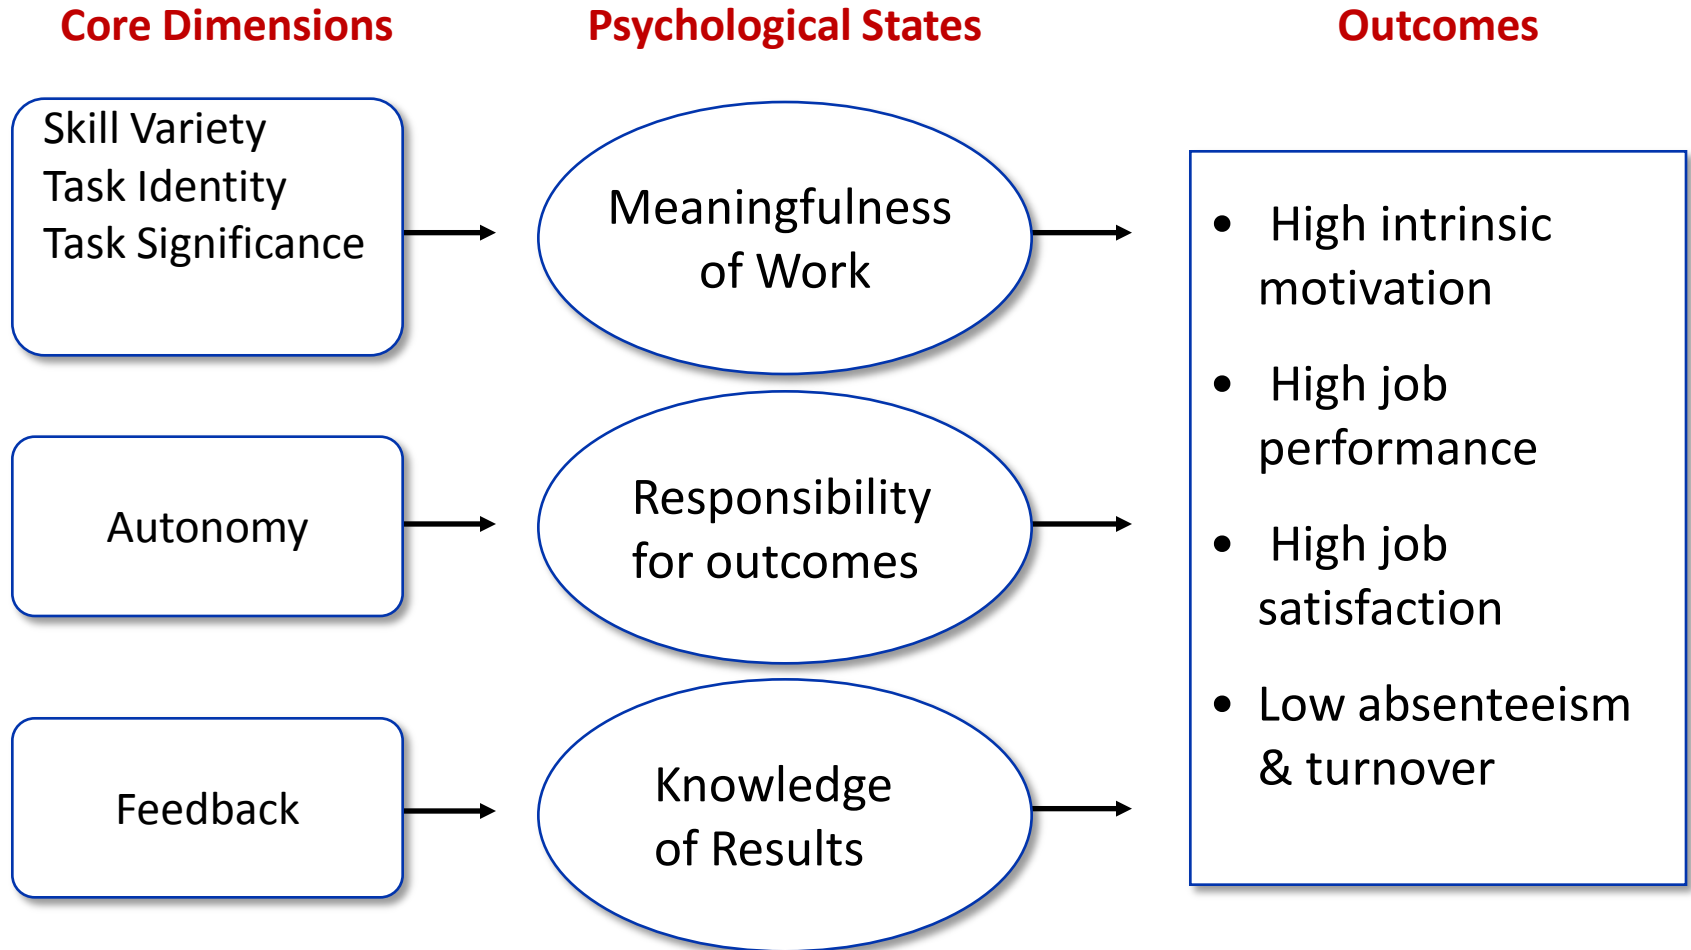 Core Dimensions
Psychological States
Outcomes
Skill Variety
Task Identity
Task Significance
Meaningfulness
of Work
Autonomy
Responsibility
for outcomes
Feedback
Knowledge
of Results
• High intrinsic
motivation
• High job
performance
• High job
satisfaction
• Low absenteeism
& turnover